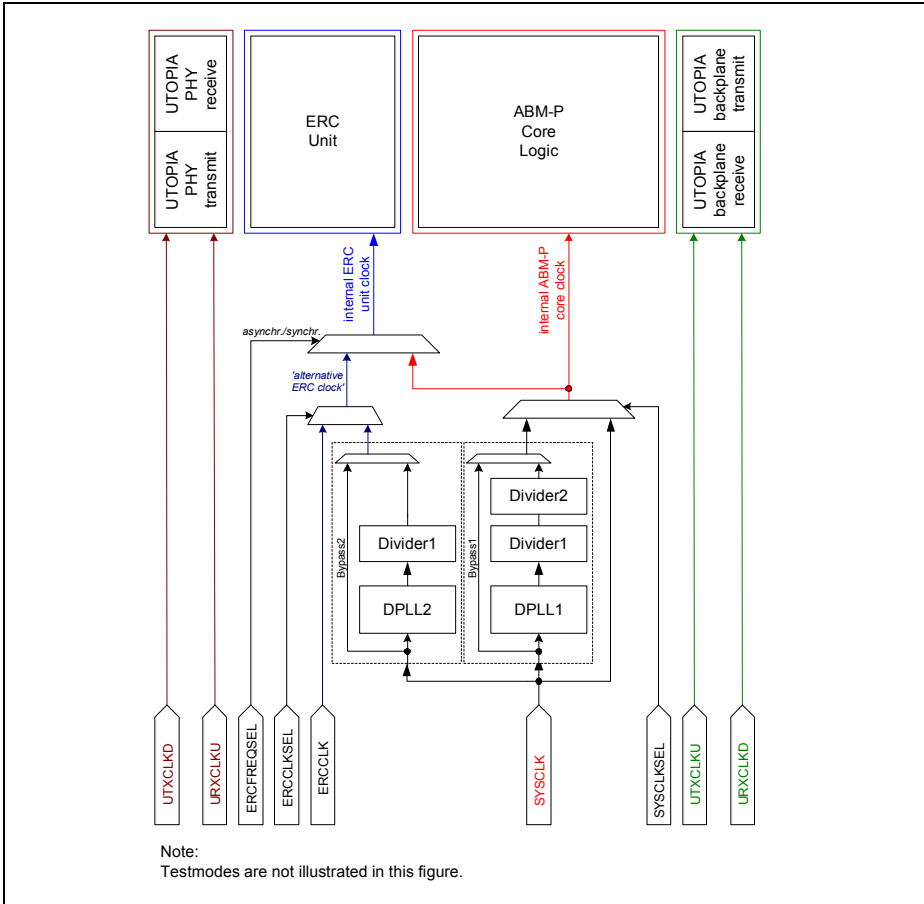 UTOPIA
PHY
receive
UTOPIA
PHY
transmit
ERC
Unit
ABM-P
Core
Logic
UTOPIA
backplane
transmit
UTOPIA
backplane
receive
internal ERC
unit clock
internal ABM-P
core clock
asynchr./synchr.
'alternative
ERC clock'
Bypass2
Divider1
DPLL2
Bypass1
Divider2
Divider1
DPLL1
UTXCLKD
URXCLKU
ERCFREQSEL
ERCCLKSEL
ERCCLK
SYSCLK
SYSCLKSEL
UTXCLKU
URXCLKD
Note:
Testmodes are not illustrated in this figure.